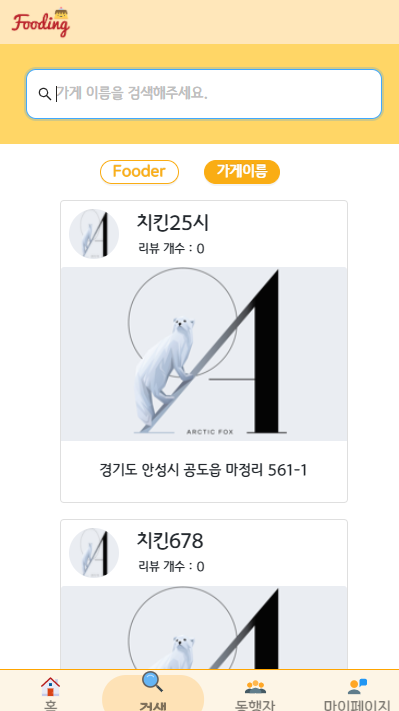 Fooding
가게 이름을 검색해주세요.
Fooder
가게이름
치킨25시
리뷰 개수 : 0
A
ARCTIC FOX
경기도 안성시 공도읍 마정리 561-1
치킨678
리뷰 개수 : 0
A
홈
검색
동행자
마이페이지